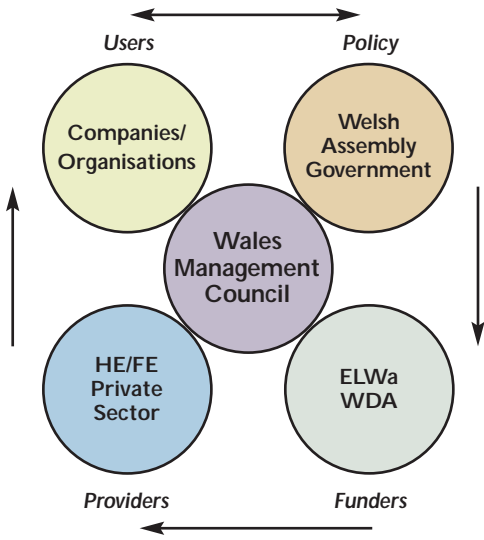 Users
Policy
Companies/
Organisations
Welsh
Assembly
Government
Wales
Management
Council
HE/FE
Private
Sector
ELWa
WDA
Providers
Funders